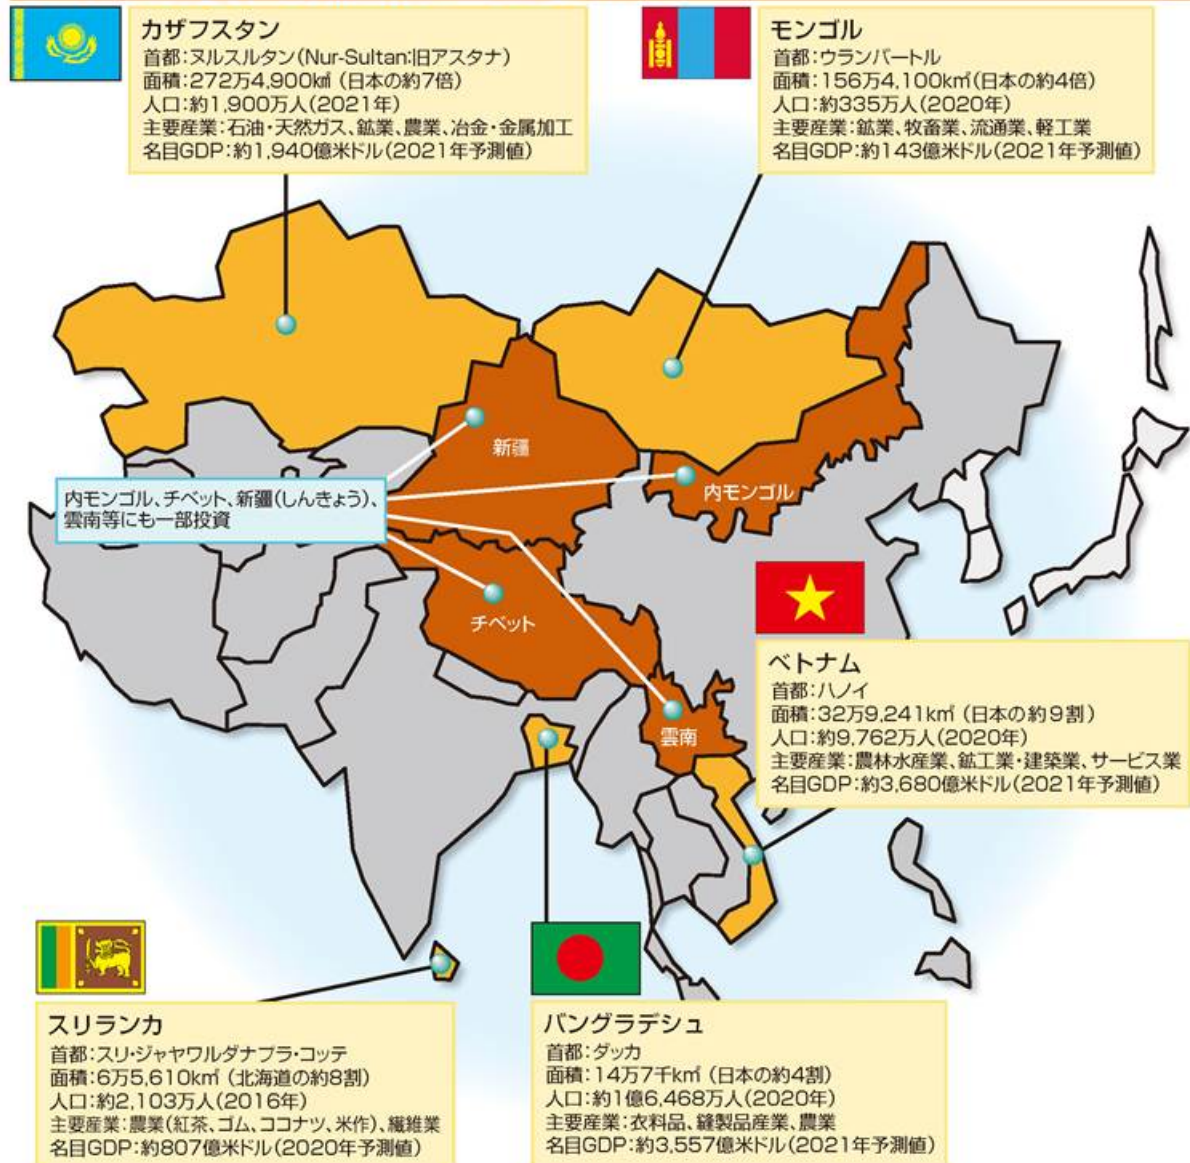 カザフスタン
首都:ヌルスルタン(Nur-Sultan:旧アスタナ)
面積:272万4,900㎢ (日本の約7倍)
人口:約1,900万人(2021年)
主要産業:石油・天然ガス、鉱業、農業、冶金・金属加工
名目GDP:約1,940億米ドル(2021年予測値)
モンゴル
首都:ウランバートル
面積:156万4,100k㎡(日本の約4倍)
人口:約335万人(2020年)
主要産業:鉱業、牧畜業、流通業、軽工業
名目GDP:約143億米ドル(2021年予測値)
新疆
内モンゴル
内モンゴル、チベット、新疆(しんきょう)、
雲南等にも一部投資
チベット
雲南
ベトナム
首都:ハノイ
面積:32万9,241k㎡ (日本の約9割)
人口:約9,762万人(2020年)
主要産業:農林水産業、鉱工業・建築業、サービス業
名目GDP:約3,680億米ドル(2021年予測値)
スリランカ
首都:スリ・ジャヤワルダナプラ・コッテ
面積:6万5,610k㎡ (北海道の約8割)
人口:約2,103万人(2016年)
主要産業:農業(紅茶、ゴム、ココナツ、米作)、繊維業
名目GDP:約807億米ドル(2020年予測値)
バングラデシュ
首都:ダッカ
面積:14万7千k㎡ (日本の約4割)
人口:約1億6,468万人(2020年)
主要産業:衣料品、縫製品産業、農業
名目GDP:約3,557億米ドル(2021年予測値)